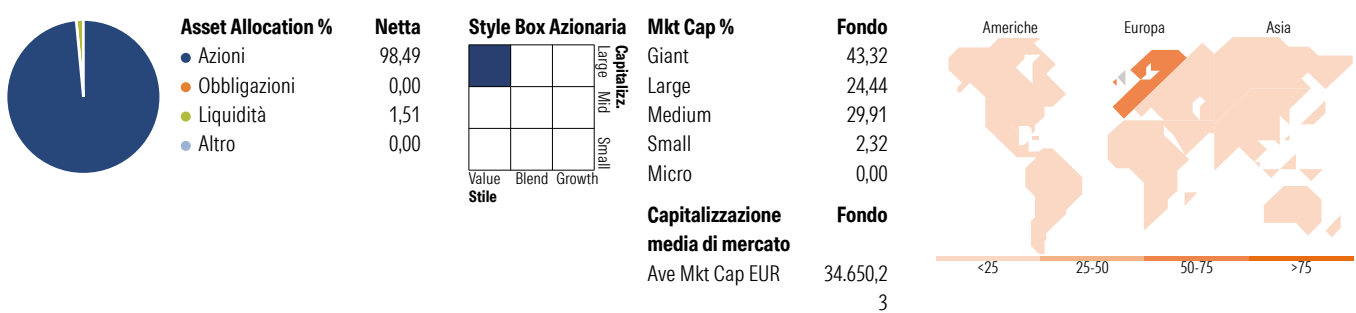 Asset Allocation % Netta
Azioni 98,49
Obbligazioni 0,00
Liquidità 1,51
Altro 0,00
Style Box Azionaria
Capitalizz.
Large
Mid
Small
Value Blend Growth
Stile
Mkt Cap % Fondo
Giant 43,32
Large 24,44
Medium 29,91
Small 2,32
Micro 0,00
Capitalizzazione Fondo
media di mercato
Ave Mkt Cap EUR 34.650,2
3
Americhe Europa Asia
<25 25-50 50-75 >75